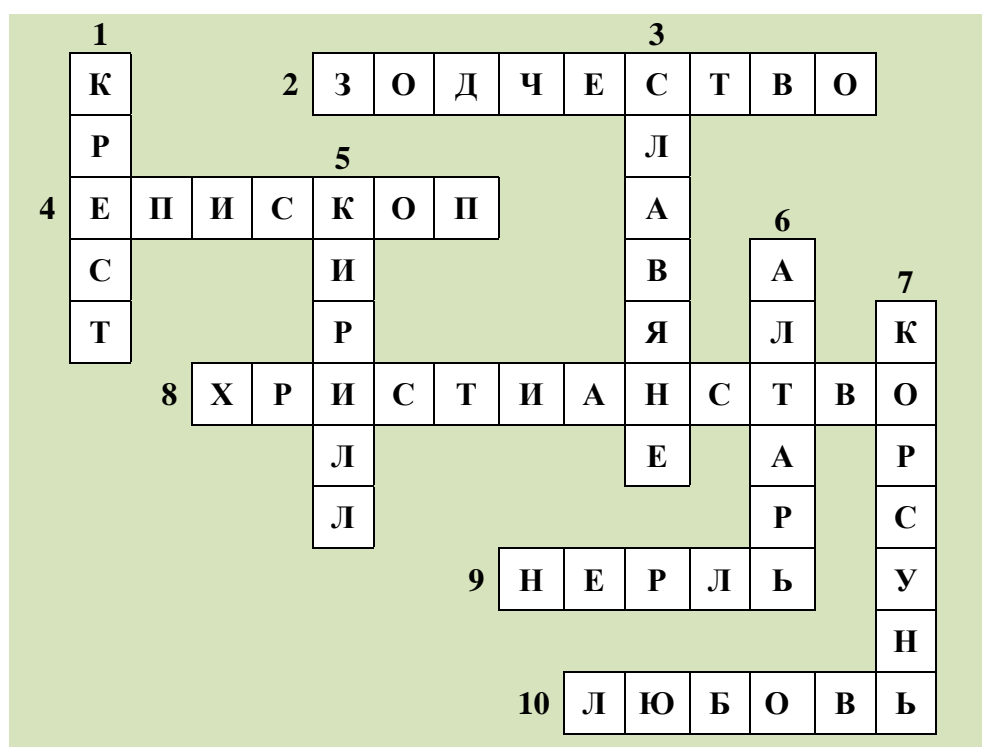 1 3
К 2 З О Д Ч Е С Т В О
Р 5 Л
4 Е П И С К О П А 6
С И В А 7
Т Р Я Л К
8 Х Р И С Т И А Н С Т В О
Л Е А Р
Л Р С
9 Н Е Р Л Ь У
Н
10 Л Ю Б О В Ь